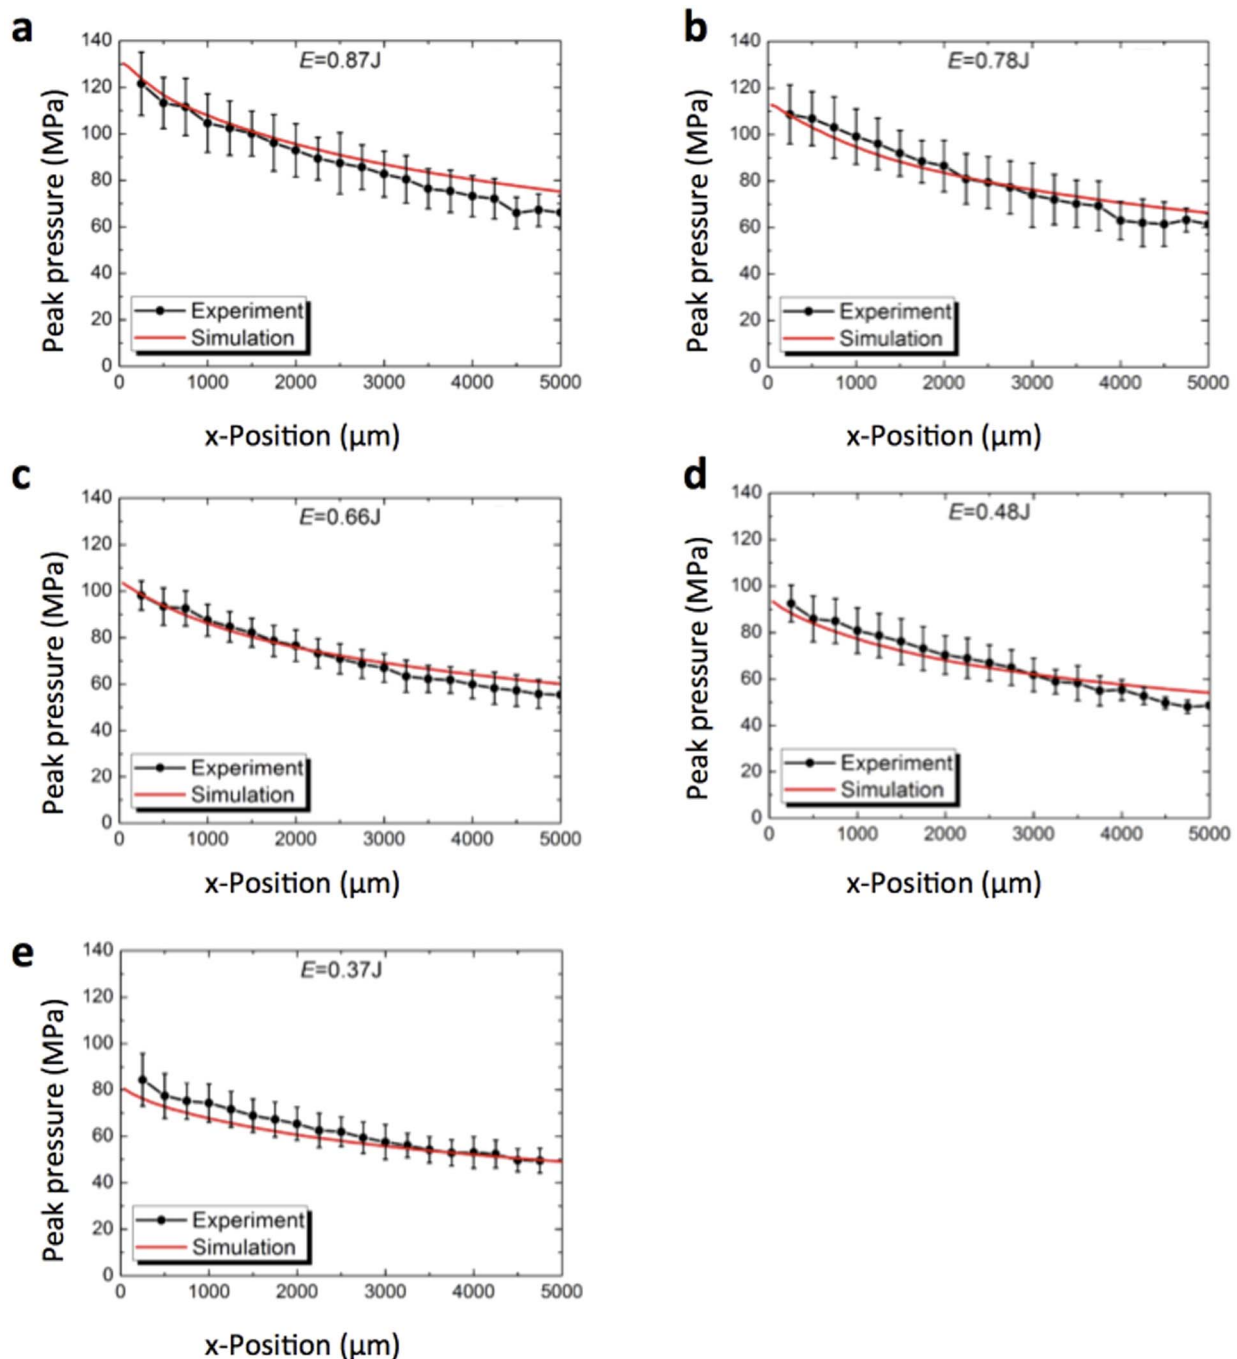 a
E=0.87J
Peak pressure (MPa)
140
120
100
80
60
40
20
0
Experiment
Simulation
0 1000 2000 3000 4000 5000
x-Position (μm)
b
E=0.78J
Peak pressure (MPa)
140
120
100
80
60
40
20
0
Experiment
Simulation
0 1000 2000 3000 4000 5000
x-Position (μm)
c
E=0.66J
Peak pressure (MPa)
140
120
100
80
60
40
20
0
Experiment
Simulation
0 1000 2000 3000 4000 5000
x-Position (μm)
d
E=0.48J
Peak pressure (MPa)
140
120
100
80
60
40
20
0
Experiment
Simulation
0 1000 2000 3000 4000 5000
x-Position (μm)
e
E=0.37J
Peak pressure (MPa)
140
120
100
80
60
40
20
0
Experiment
Simulation
0 1000 2000 3000 4000 5000
x-Position (μm)